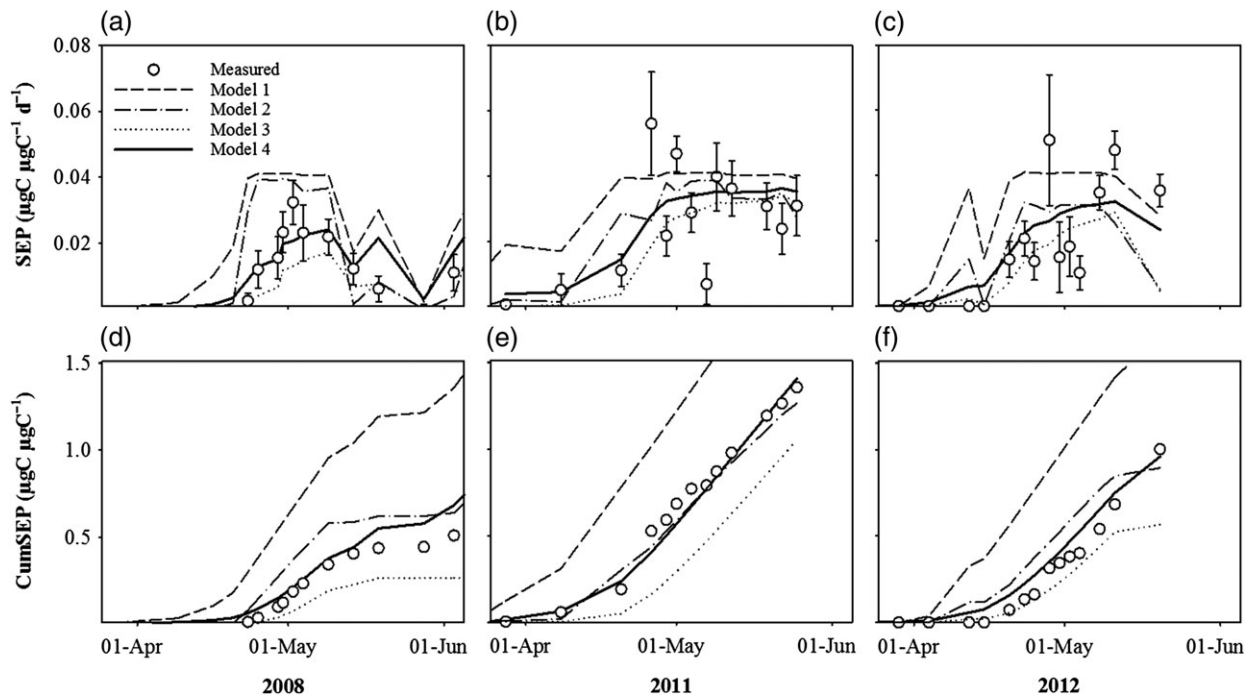 (a) (b) (c)
0.08
0.06
0.04
0.02
SEP (µgC µgC⁻¹ d⁻¹)
Measured
Model 1
Model 2
Model 3
Model 4
(d) (e) (f)
1.5
1.0
0.5
CumSEP (µgC µgC⁻¹)
01-Apr 01-May 01-Jun 01-Apr 01-May 01-Jun 01-Apr 01-May 01-Jun
2008 2011 2012